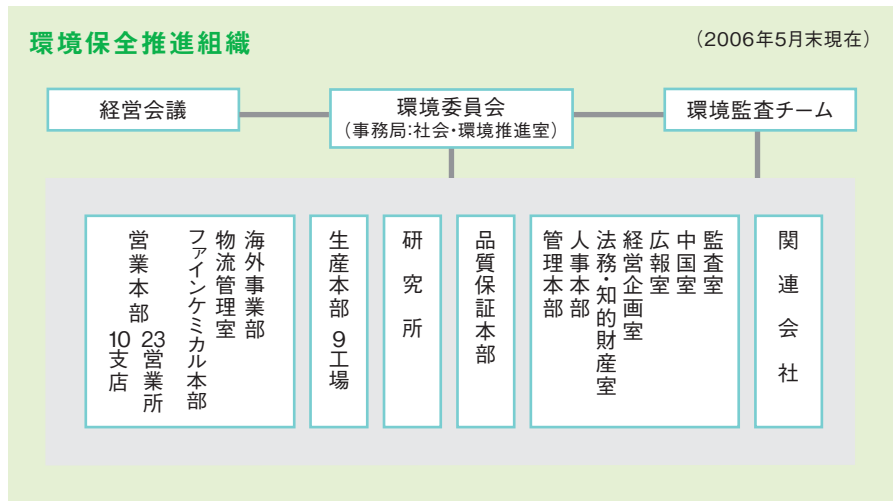 環境保全推進組織
（2006年5月末現在）
経営会議
環境委員会
（事務局:社会・環境推進室）
環境監査チーム
海外事業部
物流管理室
ファインケミカル本部
営業本部
23営業所
10支店
生産本部 9工場
研究所
品質保証本部
監査室
中国室
広報室
経営企画室
法務・知的財産室
人事本部
管理本部
関連会社